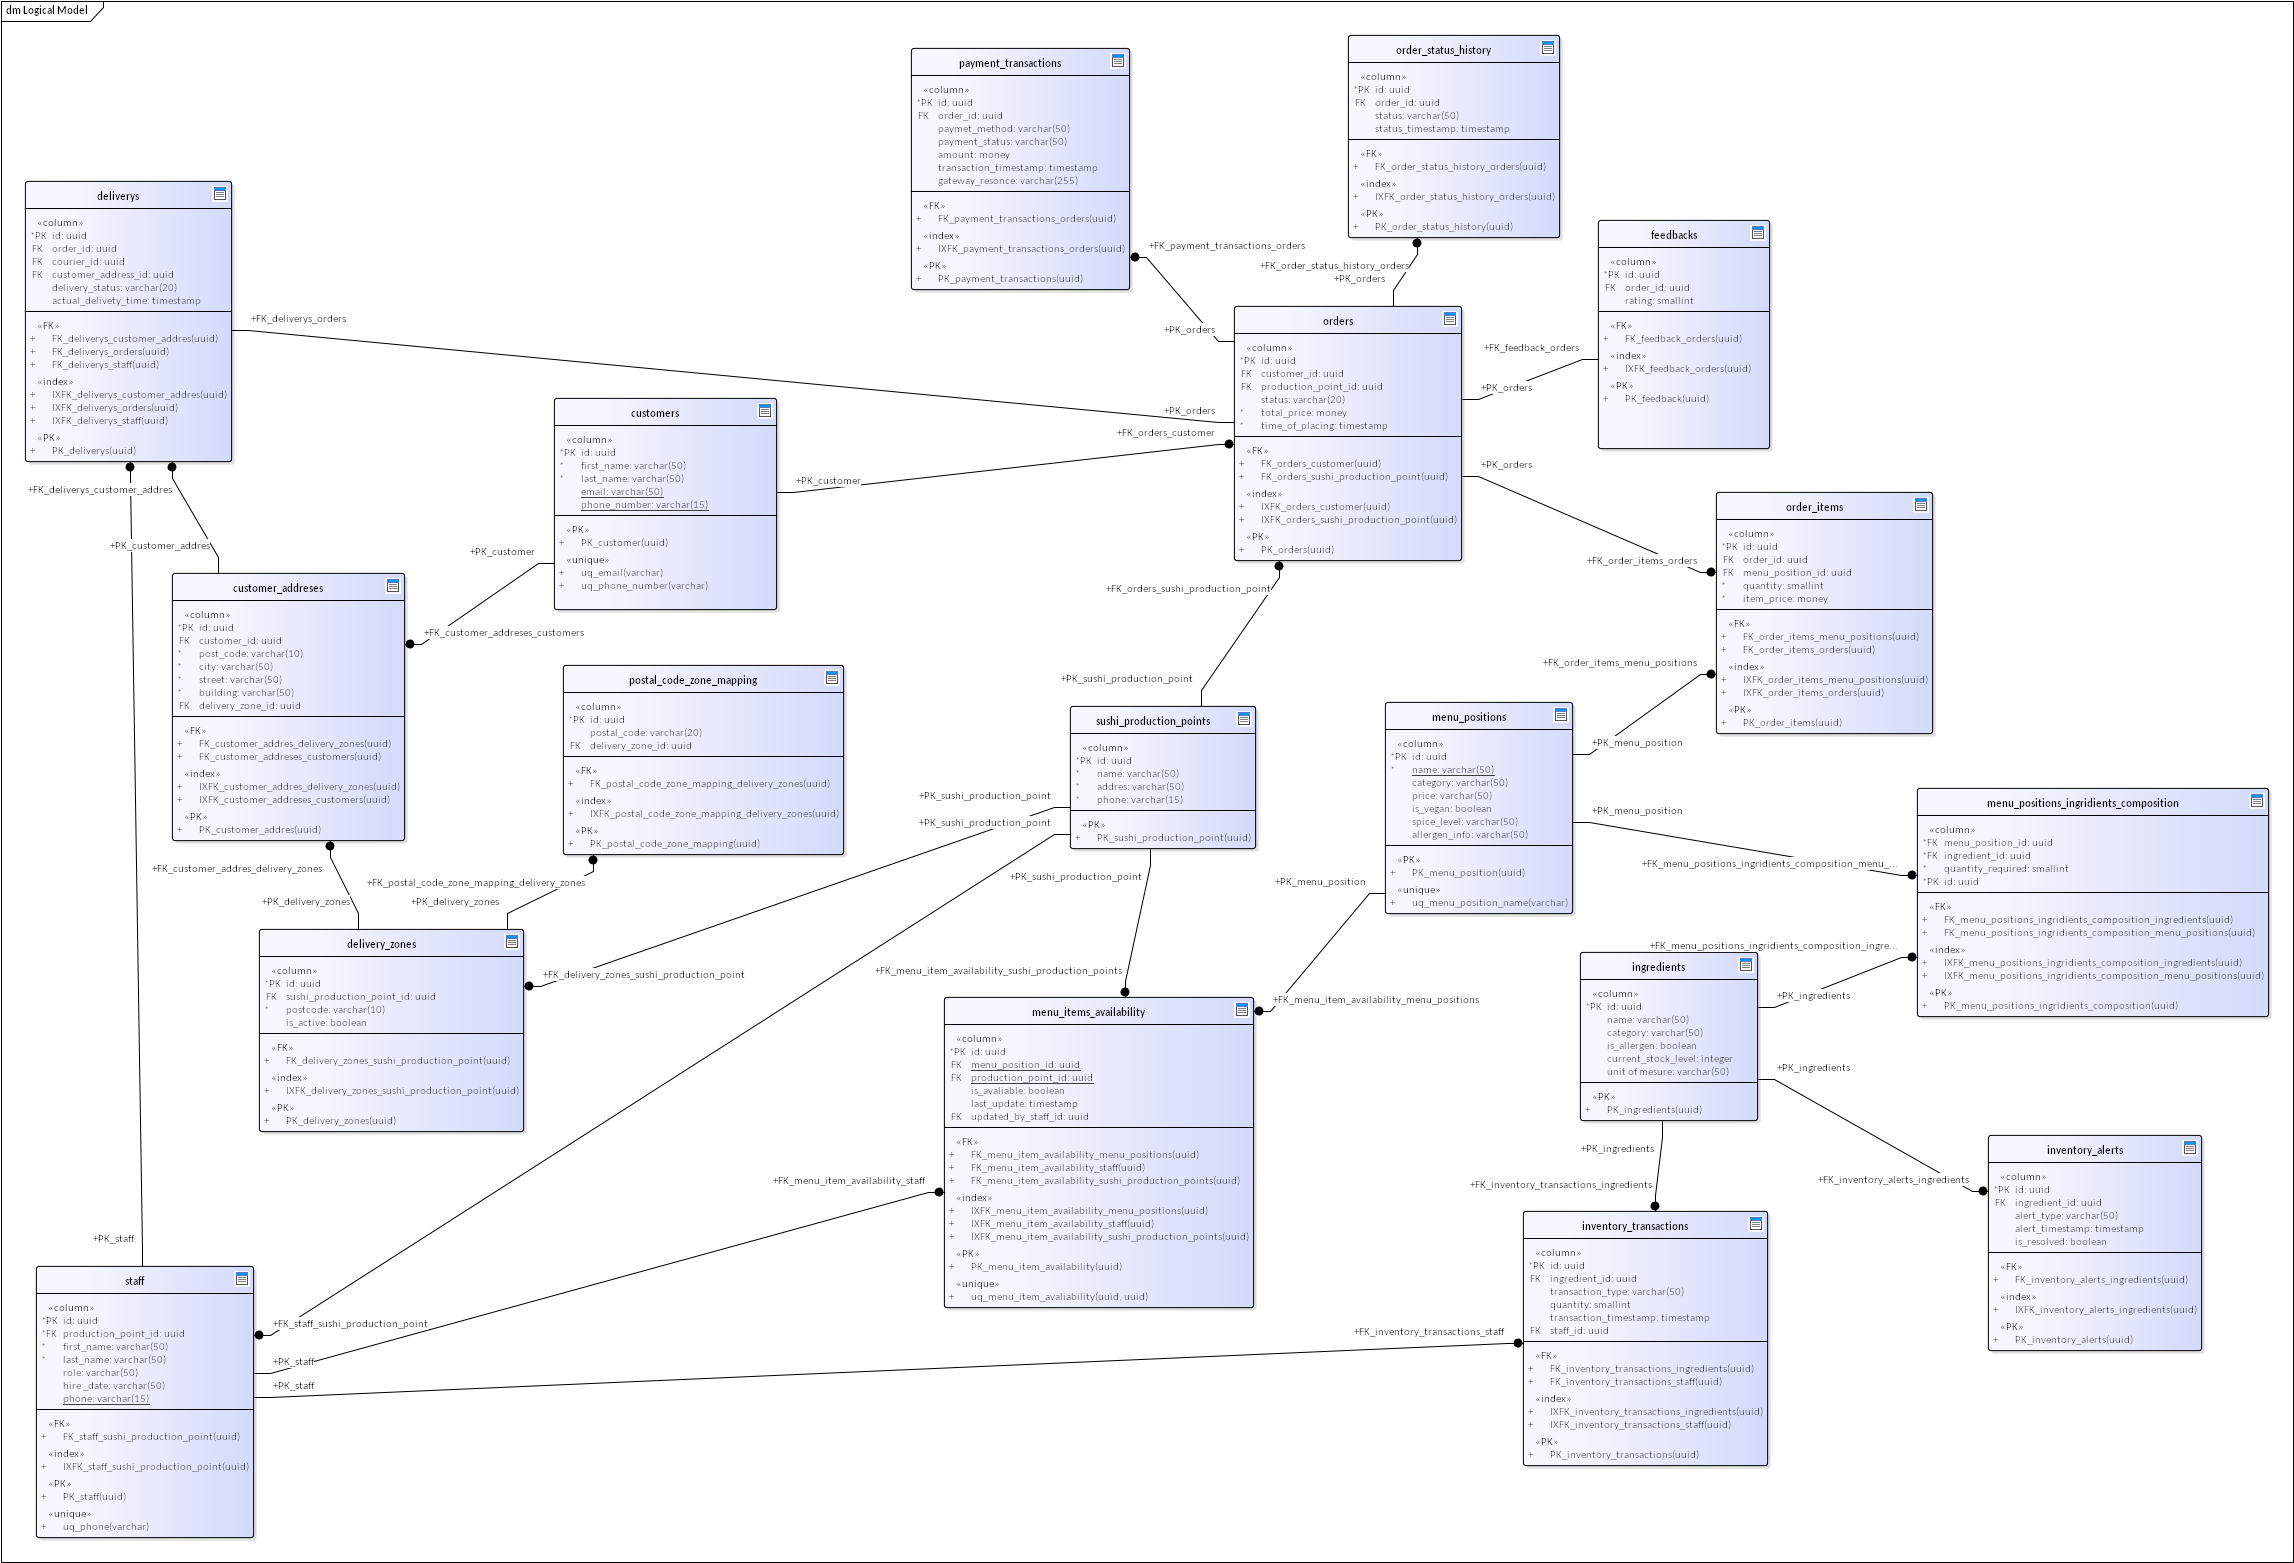 dm Logical Model
payment_transactions
«column»
*PK id: uuid
FK order_id: uuid
paymet_method: varchar(50)
payment_status: varchar(50)
amount: money
transaction_timestamp: timestamp
gateway_resonce: varchar(255)
«FK»
+ FK_payment_transactions_orders(uuid)
«index»
+ IXFK_payment_transactions_orders(uuid)
«PK»
+ PK_payment_transactions(uuid)
order_status_history
«column»
*PK id: uuid
FK order_id: uuid
status: varchar(50)
status_timestamp: timestamp
«FK»
+ FK_order_status_history_orders(uuid)
«index»
+ IXFK_order_status_history_orders(uuid)
«PK»
+ PK_order_status_history(uuid)
deliverys
«column»
*PK id: uuid
FK order_id: uuid
FK courier_id: uuid
FK customer_address_id: uuid
delivery_status: varchar(20)
actual_delivety_time: timestamp
«FK»
+ FK_deliverys_customer_addres(uuid)
+ FK_deliverys_orders(uuid)
+ FK_deliverys_staff(uuid)
«index»
+ IXFK_deliverys_customer_addres(uuid)
+ IXFK_deliverys_orders(uuid)
+ IXFK_deliverys_staff(uuid)
«PK»
+ PK_deliverys(uuid)
feedbacks
«column»
*PK id: uuid
FK order_id: uuid
rating: smallint
«FK»
+ FK_feedback_orders(uuid)
«index»
+ IXFK_feedback_orders(uuid)
«PK»
+ PK_feedback(uuid)
+FK_payment_transactions_orders
+FK_order_status_history_orders
+PK_orders
+FK_deliverys_orders
+PK_orders
+FK_feedback_orders
+PK_orders
+PK_orders
+FK_orders_customer
+PK_orders
orders
«column»
*PK id: uuid
FK customer_id: uuid
FK production_point_id: uuid
status: varchar(20)
* total_price: money
* time_of_placing: timestamp
«FK»
+ FK_orders_customer(uuid)
+ FK_orders_sushi_production_point(uuid)
«index»
+ IXFK_orders_customer(uuid)
+ IXFK_orders_sushi_production_point(uuid)
«PK»
+ PK_orders(uuid)
customers
«column»
*PK id: uuid
* first_name: varchar(50)
* last_name: varchar(50)
email: varchar(50)
phone_number: varchar(15)
«PK»
+ PK_customer(uuid)
«unique»
+ uq_email(varchar)
+ uq_phone_number(varchar)
+PK_customer
+FK_deliverys_customer_addres
+PK_customer_addres
+PK_customer
+FK_customer_addreses_customers
+FK_order_items_orders
+FK_orders_sushi_production_point
order_items
«column»
*PK id: uuid
FK order_id: uuid
FK menu_position_id: uuid
* quantity: smallint
* item_price: money
«FK»
+ FK_order_items_menu_positions(uuid)
+ FK_order_items_orders(uuid)
«index»
+ IXFK_order_items_menu_positions(uuid)
+ IXFK_order_items_orders(uuid)
«PK»
+ PK_order_items(uuid)
customer_addreses
«column»
*PK id: uuid
FK customer_id: uuid
* post_code: varchar(10)
* city: varchar(50)
* street: varchar(50)
* building: varchar(50)
FK delivery_zone_id: uuid
«FK»
+ FK_customer_addres_delivery_zones(uuid)
+ FK_customer_addreses_customers(uuid)
«index»
+ IXFK_customer_addres_delivery_zones(uuid)
+ IXFK_customer_addreses_customers(uuid)
«PK»
+ PK_customer_addres(uuid)
postal_code_zone_mapping
«column»
*PK id: uuid
postal_code: varchar(20)
FK delivery_zone_id: uuid
«FK»
+ FK_postal_code_zone_mapping_delivery_zones(uuid)
«index»
+ IXFK_postal_code_zone_mapping_delivery_zones(uuid)
«PK»
+ PK_postal_code_zone_mapping(uuid)
+PK_sushi_production_point
+FK_order_items_menu_positions
+PK_menu_position
sushi_production_points
«column»
*PK id: uuid
* name: varchar(50)
* addres: varchar(50)
* phone: varchar(15)
«PK»
+ PK_sushi_production_point(uuid)
menu_positions
«column»
*PK id: uuid
* name: varchar(50)
category: varchar(50)
price: varchar(50)
is_vegan: boolean
spice_level: varchar(50)
allergen_info: varchar(50)
«PK»
+ PK_menu_position(uuid)
«unique»
+ uq_menu_position_name(varchar)
+PK_sushi_production_point
+PK_sushi_production_point
+PK_menu_position
+FK_menu_positions_ingridients_composition_menu_...
+FK_customer_addres_delivery_zones
+PK_delivery_zones
+FK_postal_code_zone_mapping_delivery_zones
+PK_delivery_zones
+PK_sushi_production_point
+PK_menu_position
menu_positions_ingridients_composition
«column»
*PK id: uuid
*FK menu_position_id: uuid
*FK ingredient_id: uuid
* quantity_required: smallint
*PK id: uuid
«FK»
+ FK_menu_positions_ingridients_composition_ingredients(uuid)
+ FK_menu_positions_ingridients_composition_menu_positions(uuid)
«index»
+ IXFK_menu_positions_ingridients_composition_ingredients(uuid)
+ IXFK_menu_positions_ingridients_composition_menu_positions(uuid)
«PK»
+ PK_menu_positions_ingridients_composition(uuid)
delivery_zones
«column»
*PK id: uuid
FK sushi_production_point_id: uuid
* postcode: varchar(10)
is_active: boolean
«FK»
+ FK_delivery_zones_sushi_production_point(uuid)
«index»
+ IXFK_delivery_zones_sushi_production_point(uuid)
«PK»
+ PK_delivery_zones(uuid)
+FK_delivery_zones_sushi_production_point
+FK_menu_item_availability_sushi_production_points
+FK_menu_item_availability_menu_positions
+FK_menu_positions_ingridients_composition_ingre...
ingredients
«column»
*PK id: uuid
name: varchar(50)
category: varchar(50)
is_allergen: boolean
current_stock_level: integer
unit of mesure: varchar(50)
«PK»
+ PK_ingredients(uuid)
+PK_ingredients
+PK_ingredients
+PK_ingredients
+FK_inventory_alerts_ingredients
+FK_inventory_transactions_ingredients
menu_items_availability
«column»
*PK id: uuid
FK menu_position_id: uuid
FK production_point_id: uuid
is_avaliable: boolean
last_update: timestamp
FK updated_by_staff_id: uuid
«FK»
+ FK_menu_item_availability_menu_positions(uuid)
+ FK_menu_item_availability_staff(uuid)
+ FK_menu_item_availability_sushi_production_points(uuid)
«index»
+ IXFK_menu_item_availability_menu_positions(uuid)
+ IXFK_menu_item_availability_staff(uuid)
+ IXFK_menu_item_availability_sushi_production_points(uuid)
«PK»
+ PK_menu_item_availability(uuid)
«unique»
+ uq_menu_item_avaliability(uuid, uuid)
+FK_menu_item_availability_staff
inventory_alerts
«column»
*PK id: uuid
FK ingredient_id: uuid
alert_type: varchar(50)
alert_timestamp: timestamp
is_resolved: boolean
«FK»
+ FK_inventory_alerts_ingredients(uuid)
«index»
+ IXFK_inventory_alerts_ingredients(uuid)
«PK»
+ PK_inventory_alerts(uuid)
inventory_transactions
«column»
*PK id: uuid
FK ingredient_id: uuid
transaction_type: varchar(50)
quantity: smallint
transaction_timestamp: timestamp
FK staff_id: uuid
«FK»
+ FK_inventory_transactions_ingredients(uuid)
+ FK_inventory_transactions_staff(uuid)
«index»
+ IXFK_inventory_transactions_ingredients(uuid)
+ IXFK_inventory_transactions_staff(uuid)
«PK»
+ PK_inventory_transactions(uuid)
+PK_staff
staff
«column»
*PK id: uuid
*FK production_point_id: uuid
* first_name: varchar(50)
* last_name: varchar(50)
role: varchar(50)
hire_date: varchar(50)
phone: varchar(15)
«FK»
+ FK_staff_sushi_production_point(uuid)
«index»
+ IXFK_staff_sushi_production_point(uuid)
«PK»
+ PK_staff(uuid)
«unique»
+ uq_phone(varchar)
+FK_staff_sushi_production_point
+PK_staff
+PK_staff
+FK_inventory_transactions_staff